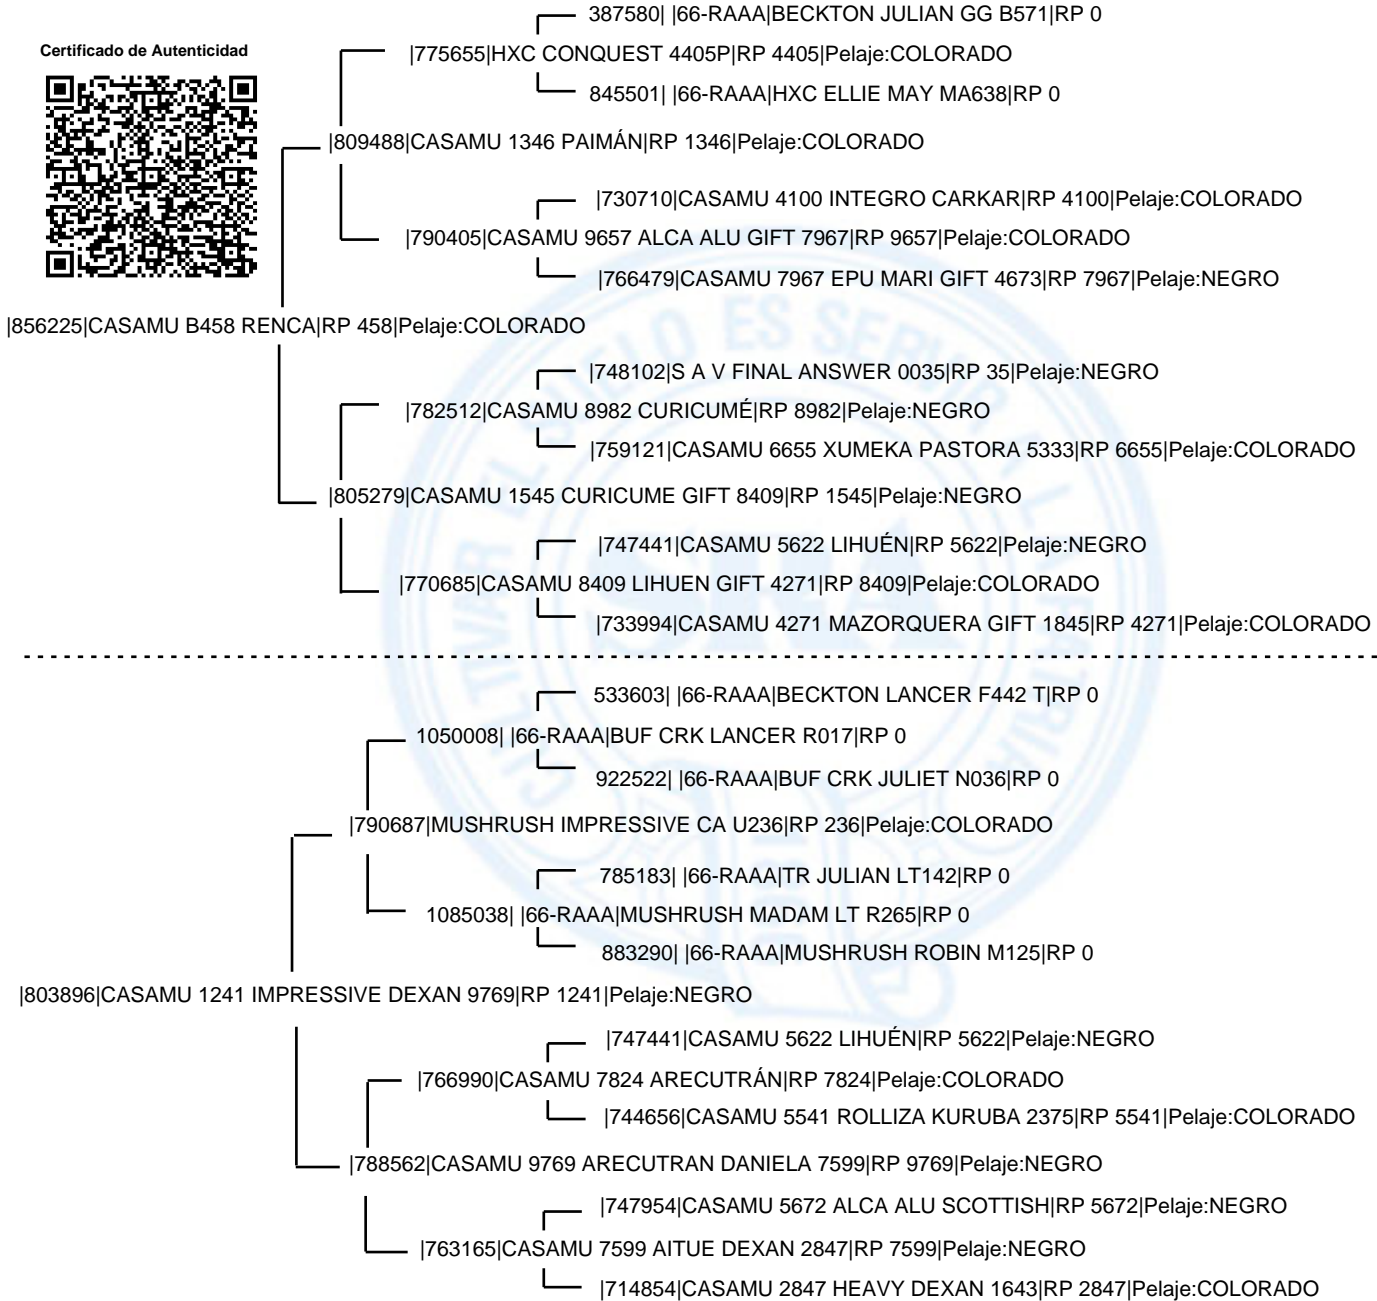 387580| |66-RAAA|BECKTON JULIAN GG B571|RP 0
Certificado de Autenticidad
|775655|HXC CONQUEST 4405P|RP 4405|Pelaje:COLORADO
845501| |66-RAAA|HXC ELLIE MAY MA638|RP 0
|809488|CASAMU 1346 PAIMÁN|RP 1346|Pelaje:COLORADO
|730710|CASAMU 4100 INTEGRO CARKAR|RP 4100|Pelaje:COLORADO
|790405|CASAMU 9657 ALCA ALU GIFT 7967|RP 9657|Pelaje:COLORADO
|766479|CASAMU 7967 EPU MARI GIFT 4673|RP 7967|Pelaje:NEGRO
|856225|CASAMU B458 RENCA|RP 458|Pelaje:COLORADO
|748102|S A V FINAL ANSWER 0035|RP 35|Pelaje:NEGRO
|782512|CASAMU 8982 CURICUMÉ|RP 8982|Pelaje:NEGRO
|759121|CASAMU 6655 XUMEKA PASTORA 5333|RP 6655|Pelaje:COLORADO
|805279|CASAMU 1545 CURICUME GIFT 8409|RP 1545|Pelaje:NEGRO
|747441|CASAMU 5622 LIHUÉN|RP 5622|Pelaje:NEGRO
|770685|CASAMU 8409 LIHUEN GIFT 4271|RP 8409|Pelaje:COLORADO
|733994|CASAMU 4271 MAZORQUERA GIFT 1845|RP 4271|Pelaje:COLORADO
533603| |66-RAAA|BECKTON LANCER F442 T|RP 0
1050008| |66-RAAA|BUF CRK LANCER R017|RP 0
922522| |66-RAAA|BUF CRK JULIET N036|RP 0
|790687|MUSHRUSH IMPRESSIVE CA U236|RP 236|Pelaje:COLORADO
785183| |66-RAAA|TR JULIAN LT142|RP 0
1085038| |66-RAAA|MUSHRUSH MADAM LT R265|RP 0
883290| |66-RAAA|MUSHRUSH ROBIN M125|RP 0
|803896|CASAMU 1241 IMPRESSIVE DEXAN 9769|RP 1241|Pelaje:NEGRO
|747441|CASAMU 5622 LIHUÉN|RP 5622|Pelaje:NEGRO
|766990|CASAMU 7824 ARECUTRÁN|RP 7824|Pelaje:COLORADO
|744656|CASAMU 5541 ROLLIZA KURUBA 2375|RP 5541|Pelaje:COLORADO
|788562|CASAMU 9769 ARECUTRAN DANIELA 7599|RP 9769|Pelaje:NEGRO
|747954|CASAMU 5672 ALCA ALU SCOTTISH|RP 5672|Pelaje:NEGRO
|763165|CASAMU 7599 AITUE DEXAN 2847|RP 7599|Pelaje:NEGRO
|714854|CASAMU 2847 HEAVY DEXAN 1643|RP 2847|Pelaje:COLORADO
CULTIVAR EL SUELO ES SERVIR A LA PATRIA
SRA